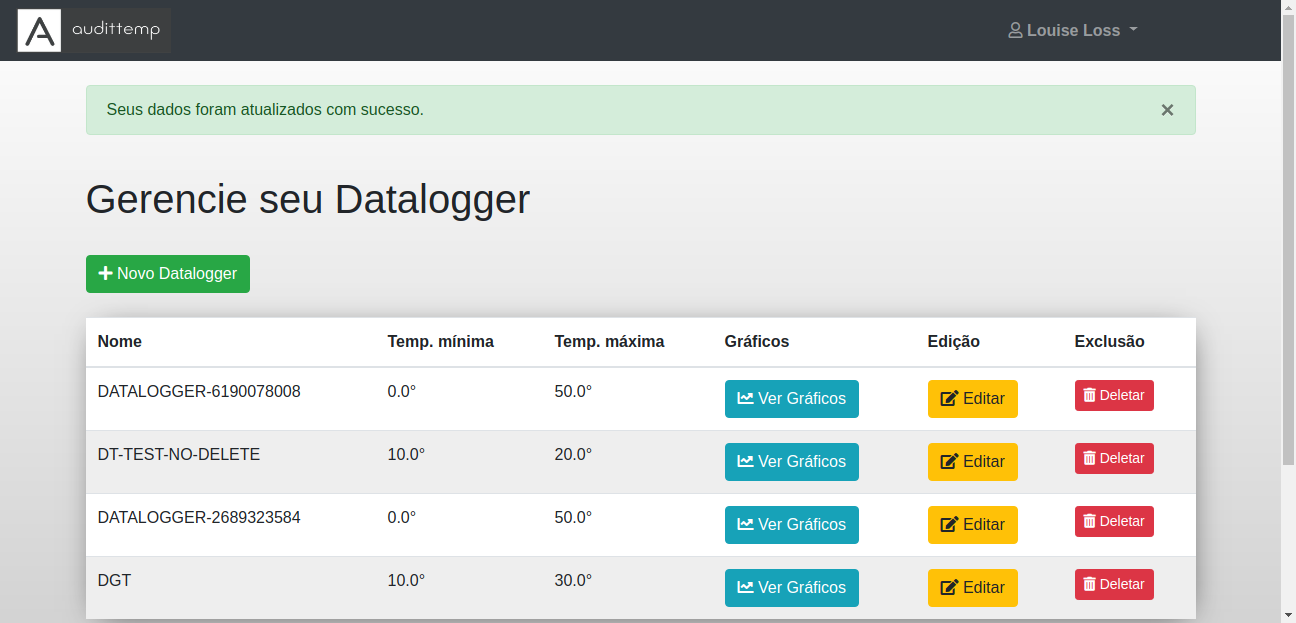 A audittemp
Louise Loss
Seus dados foram atualizados com sucesso.
Gerencie seu Datalogger
Novo Datalogger
Nome Temp. mínima Temp. máxima Gráficos Edição Exclusão
DATALOGGER-6190078008 0.0° 50.0° Ver Gráficos Editar Deletar
DT-TEST-NO-DELETE 10.0° 20.0° Ver Gráficos Editar Deletar
DATALOGGER-2689323584 0.0° 50.0° Ver Gráficos Editar Deletar
DGT 10.0° 30.0° Ver Gráficos Editar Deletar